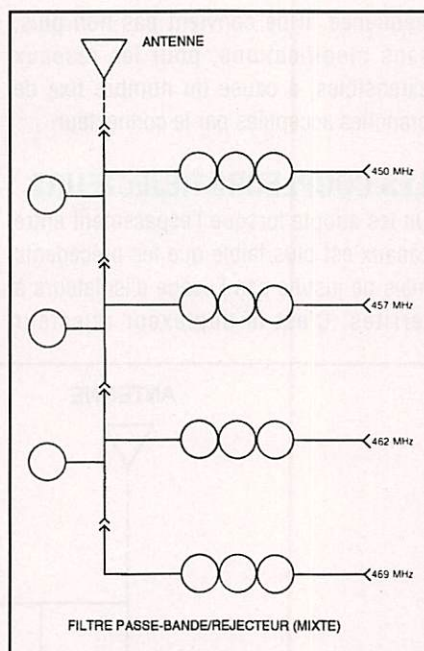 ANTENNE
450 MHz
457 MHz
462 MHz
469 MHz
FILTRE PASSE-BANDE/REJECTEUR (MIXTE)